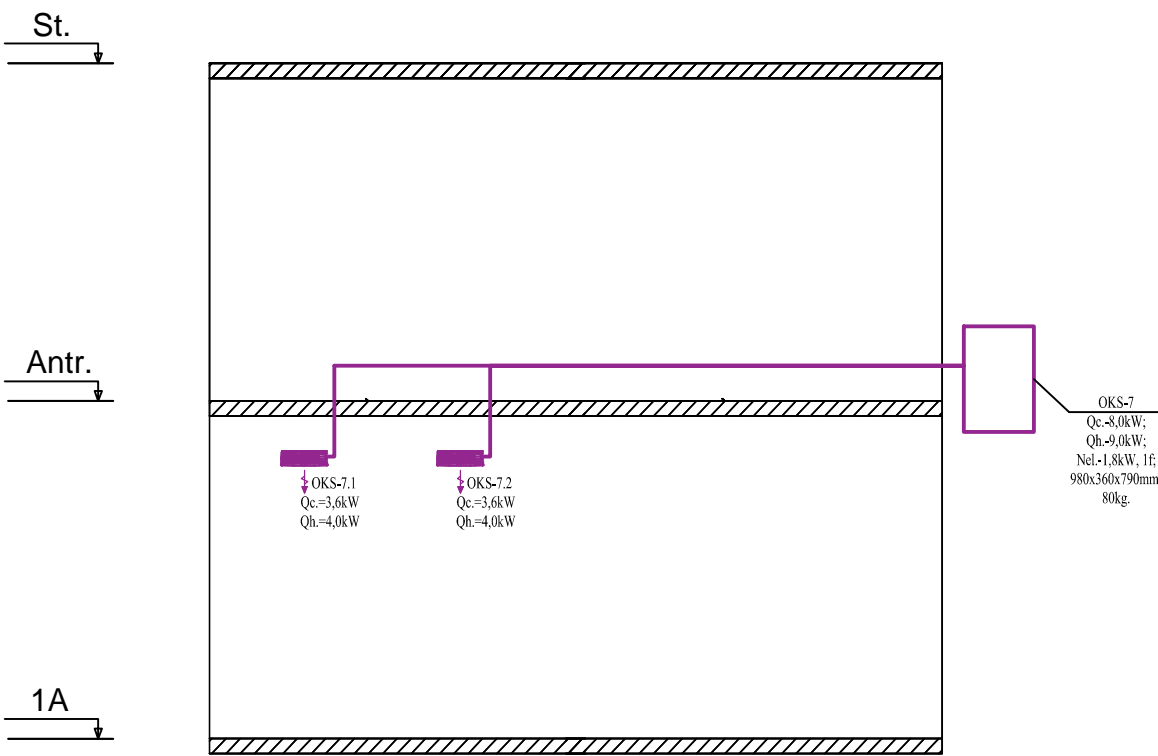 St.
Antr.
OKS-7
Qc.-8,0kW;
Qh.-9,0kW;
Nel.-1,8kW, 1f;
980x360x790mm
80kg.
OKS-7.1
Qc.=3,6kW
Qh.=4,0kW
OKS-7.2
Qc.=3,6kW
Qh.=4,0kW
1A